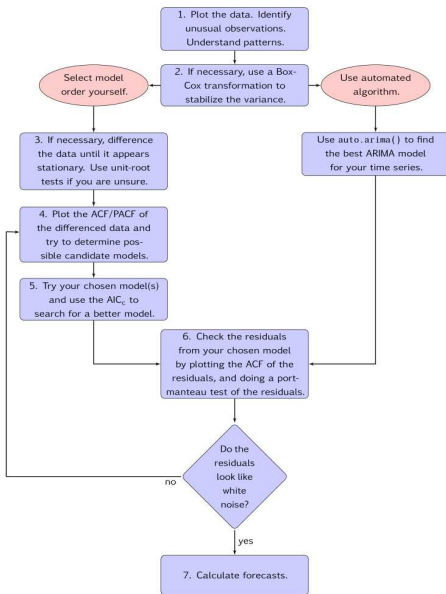 1. Plot the data. Identify
unusual observations.
Understand patterns.
Select model
order yourself.
2. If necessary, use a Box-
Cox transformation to
stabilize the variance.
Use automated
algorithm.
3. If necessary, difference
the data until it appears
stationary. Use unit-root
tests if you are unsure.
Use auto.arima() to find
the best ARIMA model
for your time series.
4. Plot the ACF/PACF of
the differenced data and
try to determine pos-
sible candidate models.
5. Try your chosen model(s)
and use the AICc to
search for a better model.
6. Check the residuals
from your chosen model
by plotting the ACF of the
residuals, and doing a port-
manteau test of the residuals.
Do the
residuals
look like
white
noise?
no
yes
7. Calculate forecasts.